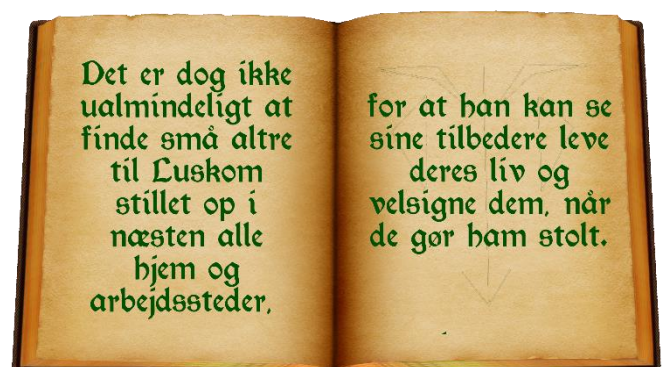 Det er dog ikke
ualmindeligt at
finde små altre
til Luskom
stillet op i
næsten alle
hjem og
arbejdssteder,
for at han kan se
sine tilbedere leve
deres liv og
velsigne dem, når
de gør ham stolt.